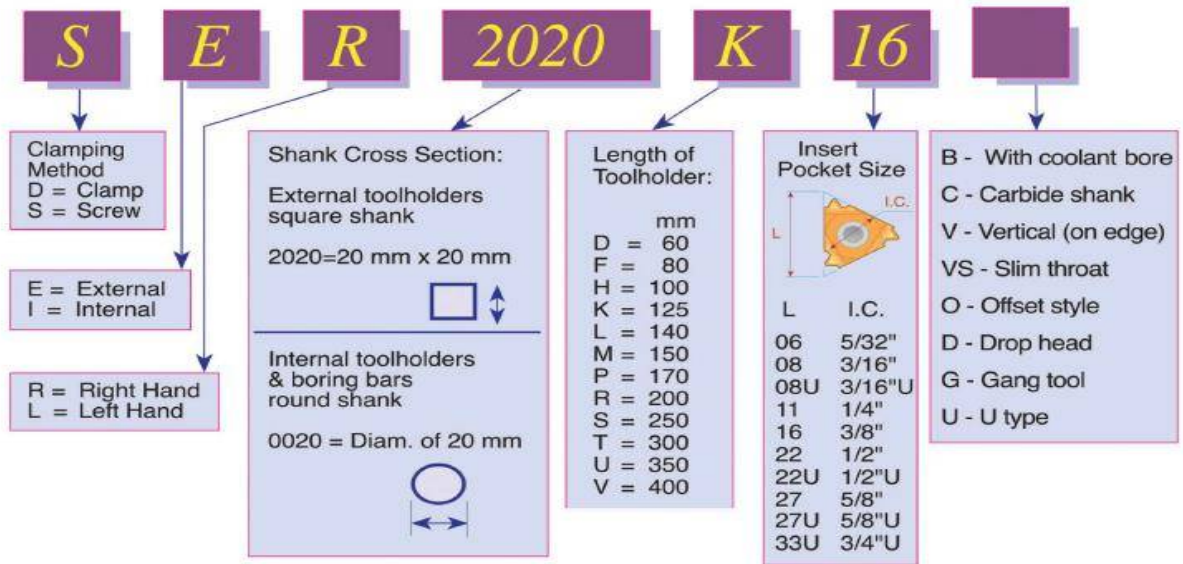 S E R 2020 K 16
Clamping
Method
D = Clamp
S = Screw
E = External
I = Internal
R = Right Hand
L = Left Hand
Shank Cross Section:
External toolholders
square shank
2020=20 mm x 20 mm
Internal toolholders
& boring bars
round shank
0020 = Diam. of 20 mm
Length of
Toolholder:
mm
D = 60
F = 80
H = 100
K = 125
L = 140
M = 150
P = 170
R = 200
S = 250
T = 300
U = 350
V = 400
Insert
Pocket Size
I.C.
L
L I.C.
06 5/32"
08 3/16"
08U 3/16"U
11 1/4"
16 3/8"
22 1/2"
22U 1/2"U
27 5/8"
27U 5/8"U
33U 3/4"U
B - With coolant bore
C - Carbide shank
V - Vertical (on edge)
VS - Slim throat
O - Offset style
D - Drop head
G - Gang tool
U - U type